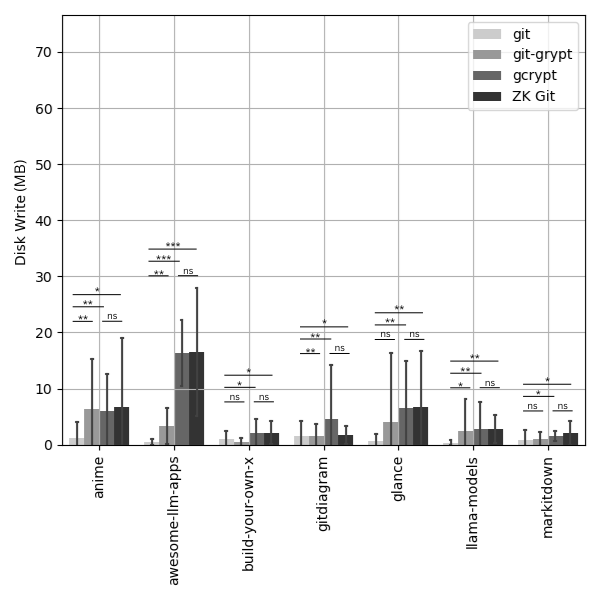 70
60
50
40
30
20
10
0
Disk Write (MB)
git
git-grypt
gcrypt
ZK Git
*
**
** ns
***
***
** ns
*
*
ns ns
*
**
** ns
**
**
ns ns
**
**
* ns
*
*
ns ns
anime
awesome-llm-apps
build-your-own-x
gitdiagram
glance
llama-models
markitdown